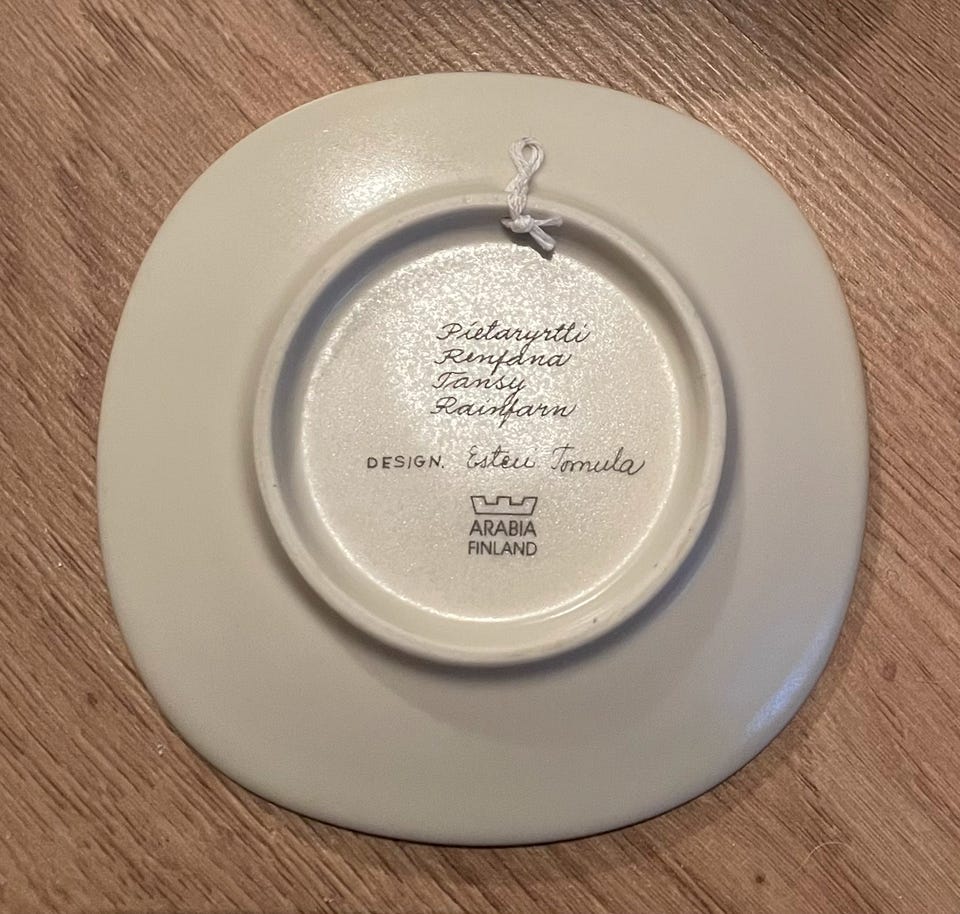 Pietaryrtti
Renfana
Tansy
Rainfarn
DESIGN. Esteri Tomula
ARABIA
FINLAND